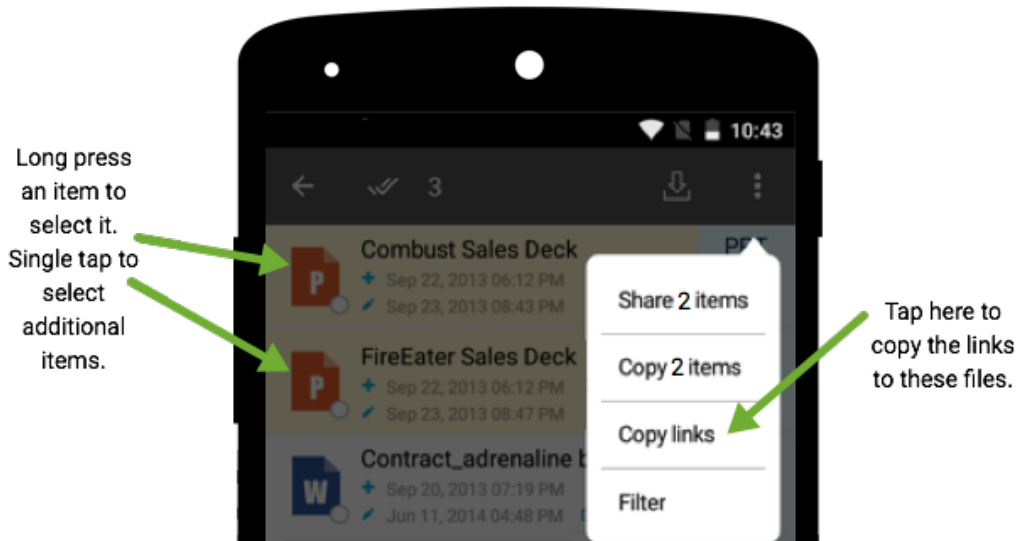 10:43
Long press
an item to
select it.
Single tap to
select
additional
items.
3
Combust Sales Deck
PPT
Sep 22, 2013 06:12 PM
Sep 23, 2013 08:43 PM
FireEater Sales Deck
Sep 22, 2013 06:12 PM
Sep 23, 2013 08:47 PM
Contract_adrenaline b
Sep 20, 2013 07:19 PM
Jun 11, 2014 04:48 PM
P
P
W
Share 2 items
Copy 2 items
Copy links
Filter
Tap here to
copy the links
to these files.